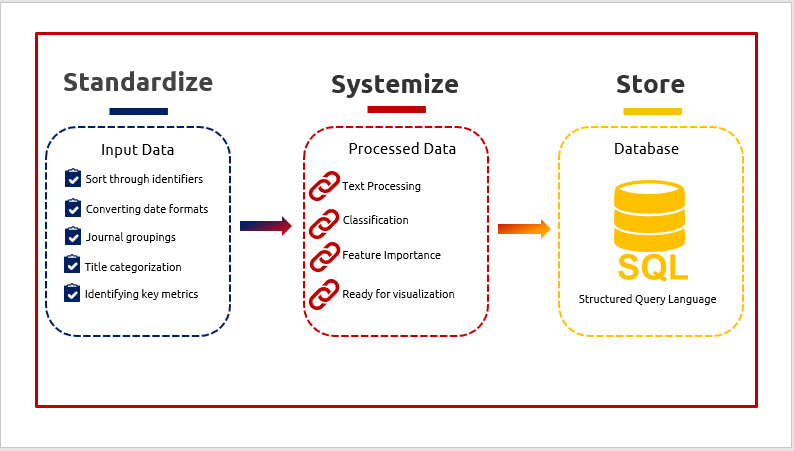 Standardize
Input Data
Sort through identifiers
Converting date formats
Journal groupings
Title categorization
Identifying key metrics
Systemize
Processed Data
Text Processing
Classification
Feature Importance
Ready for visualization
Store
Database
SQL
Structured Query Language